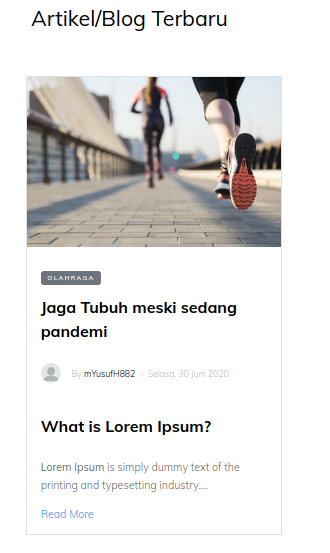 Artikel/Blog Terbaru
OLAHRAGA
Jaga Tubuh meski sedang
pandemi
By mYusufH882 - Selasa, 30 Juni 2020
What is Lorem Ipsum?
Lorem Ipsum is simply dummy text of the
printing and typesetting industry....
Read More